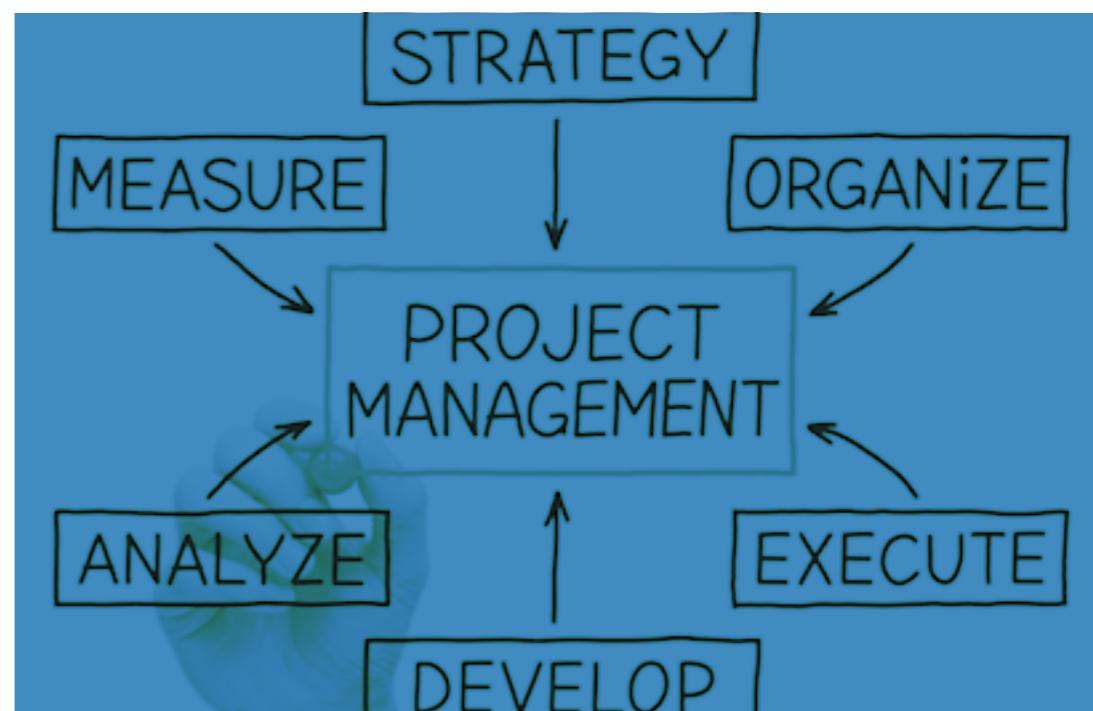 STRATEGY
MEASURE
ORGANiZE
PROJECT
MANAGEMENT
ANALYZE
EXECUTE
DEVELOP